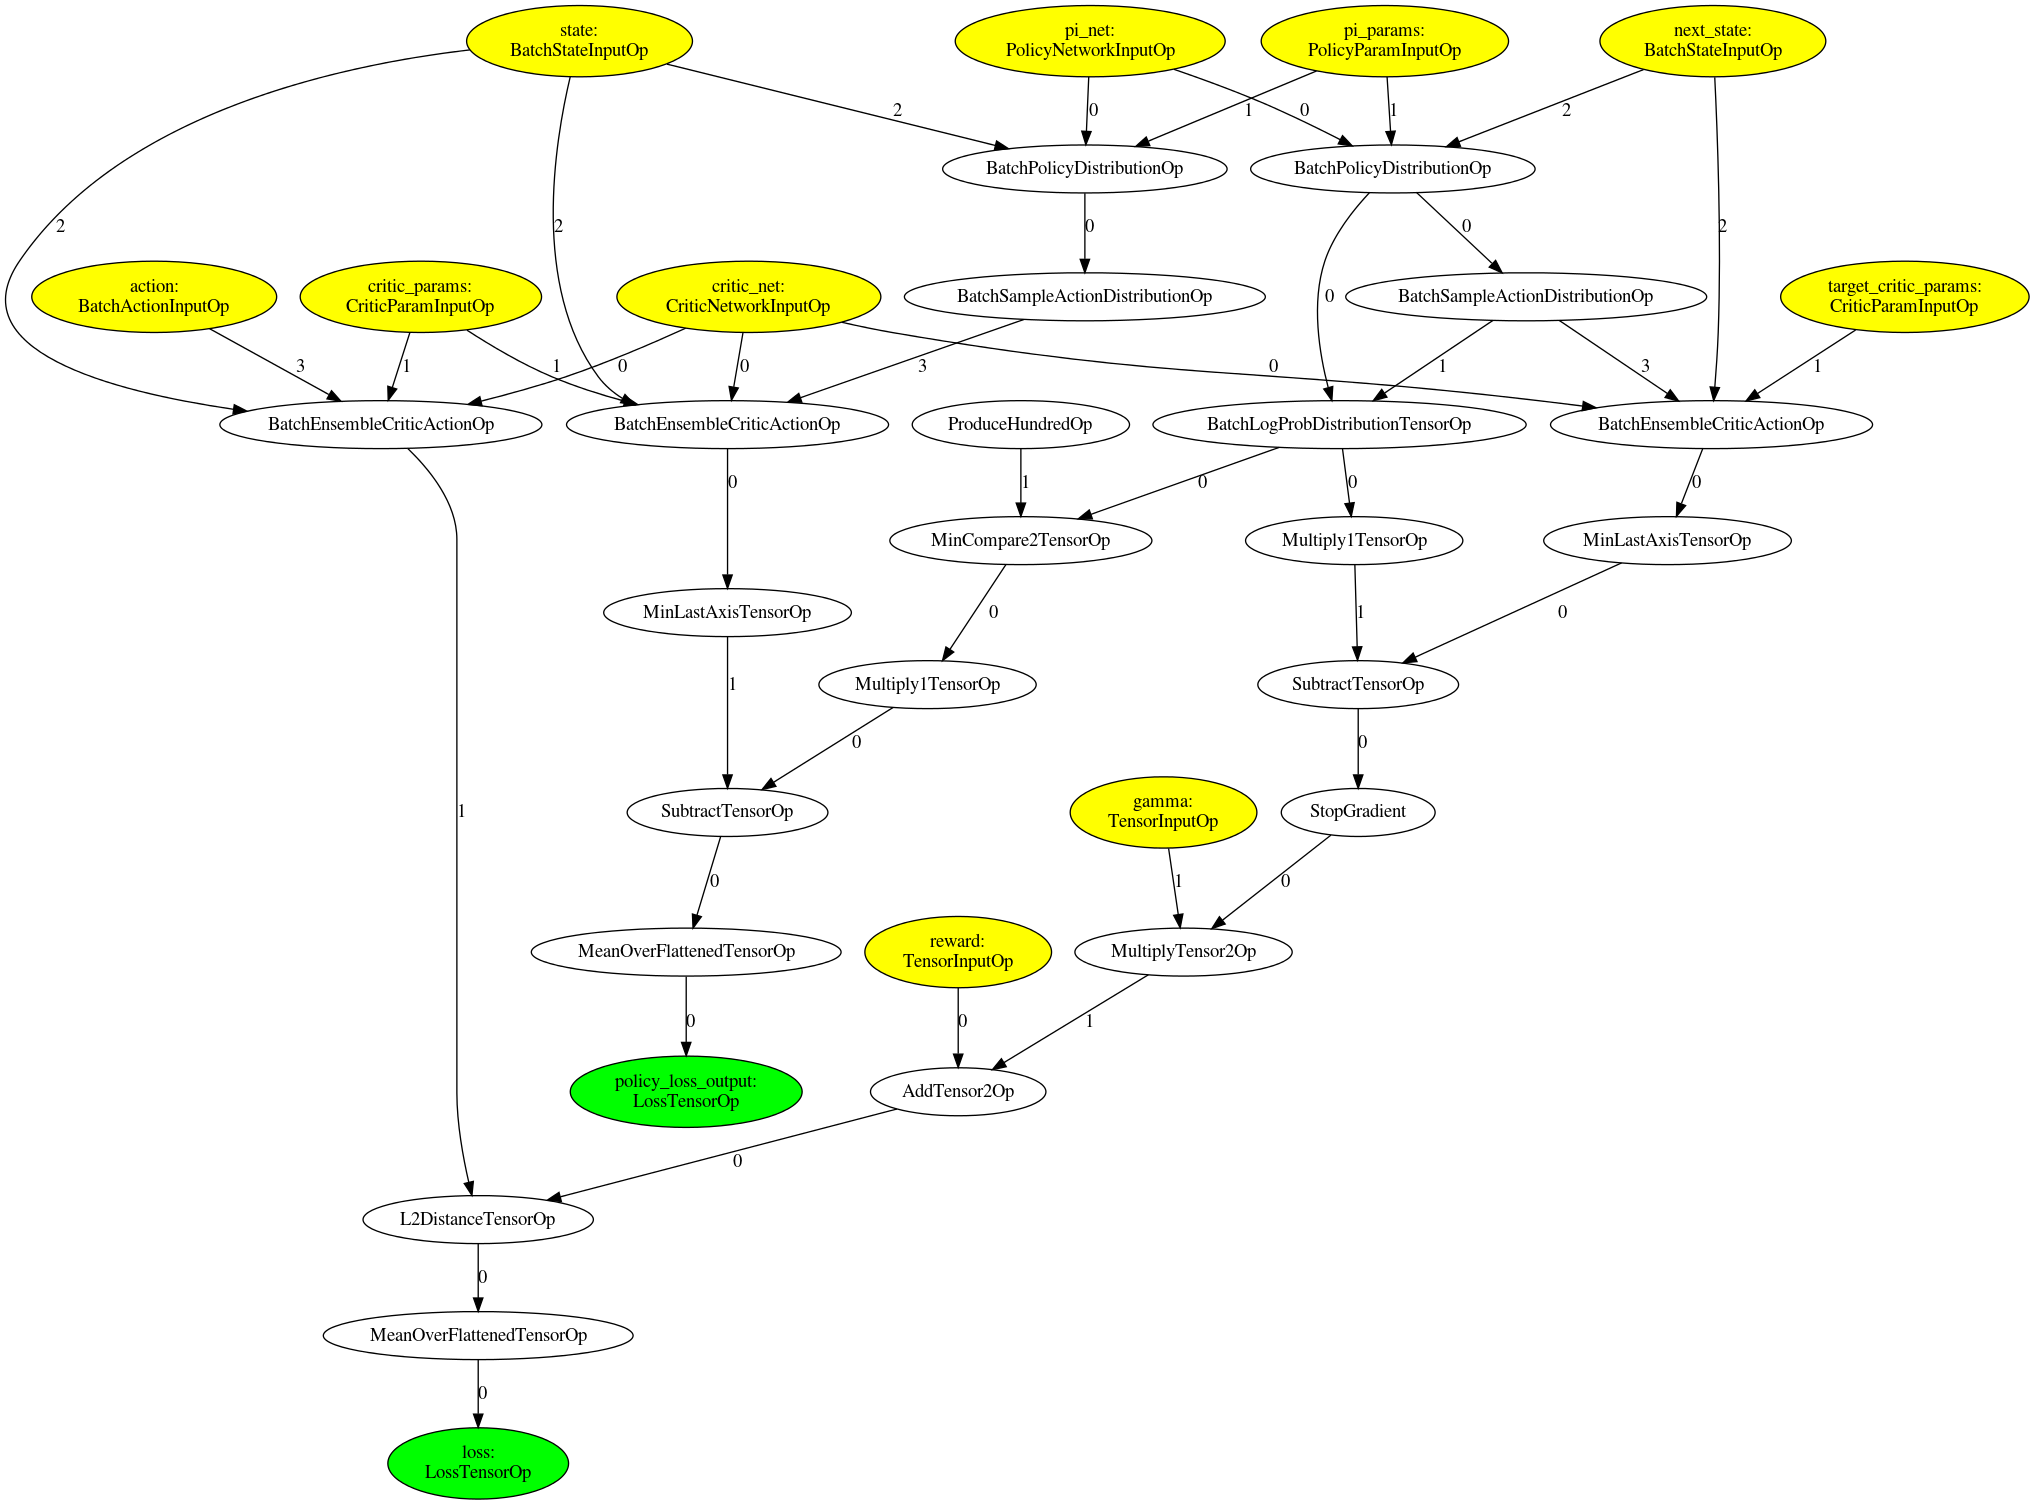 state:
BatchStateInputOp
pi_net:
PolicyNetworkInputOp
pi_params:
PolicyParamInputOp
next_state:
BatchStateInputOp
2
0
1
0
1
2
BatchPolicyDistributionOp
BatchPolicyDistributionOp
2
2
0
0
2
action:
BatchActionInputOp
critic_params:
CriticParamInputOp
critic_net:
CriticNetworkInputOp
BatchSampleActionDistributionOp
0
BatchSampleActionDistributionOp
target_critic_params:
CriticParamInputOp
3
1
1
0
0
3
0
1
3
1
BatchEnsembleCriticActionOp
BatchEnsembleCriticActionOp
ProduceHundredOp
BatchLogProbDistributionTensorOp
BatchEnsembleCriticActionOp
0
1
0
0
0
MinCompare2TensorOp
Multiply1TensorOp
MinLastAxisTensorOp
MinLastAxisTensorOp
0
1
0
1
Multiply1TensorOp
SubtractTensorOp
0
0
1
SubtractTensorOp
gamma:
TensorInputOp
StopGradient
0
1
0
MeanOverFlattenedTensorOp
reward:
TensorInputOp
MultiplyTensor2Op
0
0
1
policy_loss_output:
LossTensorOp
AddTensor2Op
0
L2DistanceTensorOp
0
MeanOverFlattenedTensorOp
0
loss:
LossTensorOp